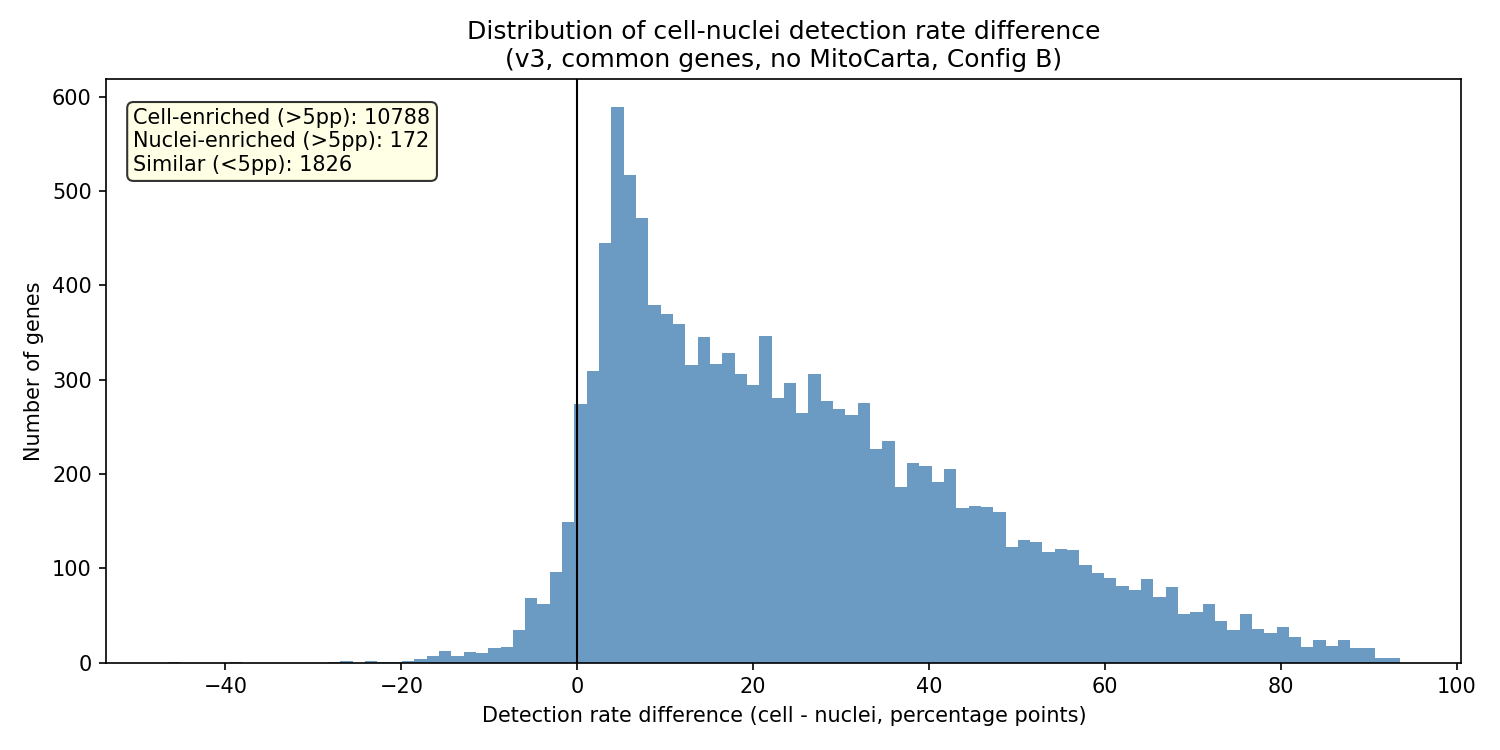 Distribution of cell-nuclei detection rate difference
(v3, common genes, no MitoCarta, Config B)
Cell-enriched (>5pp): 10788
Nuclei-enriched (>5pp): 172
Similar (<5pp): 1826
Number of genes
600
500
400
300
200
100
0
−40 −20 0 20 40 60 80 100
Detection rate difference (cell - nuclei, percentage points)